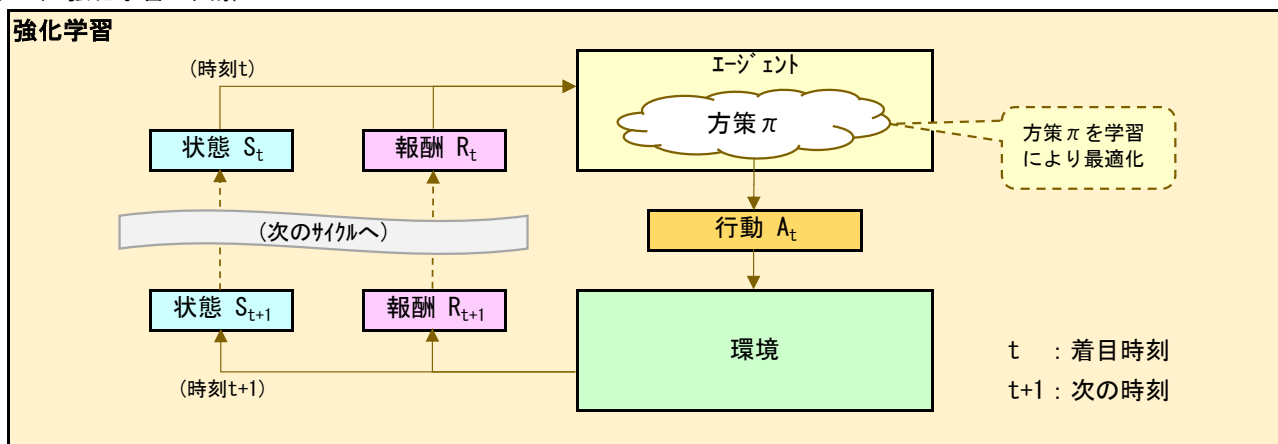 強化学習
(時刻t)
ｴｰｼﾞｪﾝﾄ
方策π
方策πを学習
により最適化
状態 St
報酬 Rt
(次のｻｲｸﾙへ)
行動 At
状態 St+1
報酬 Rt+1
環境
t ：着目時刻
(時刻t+1)
t+1：次の時刻